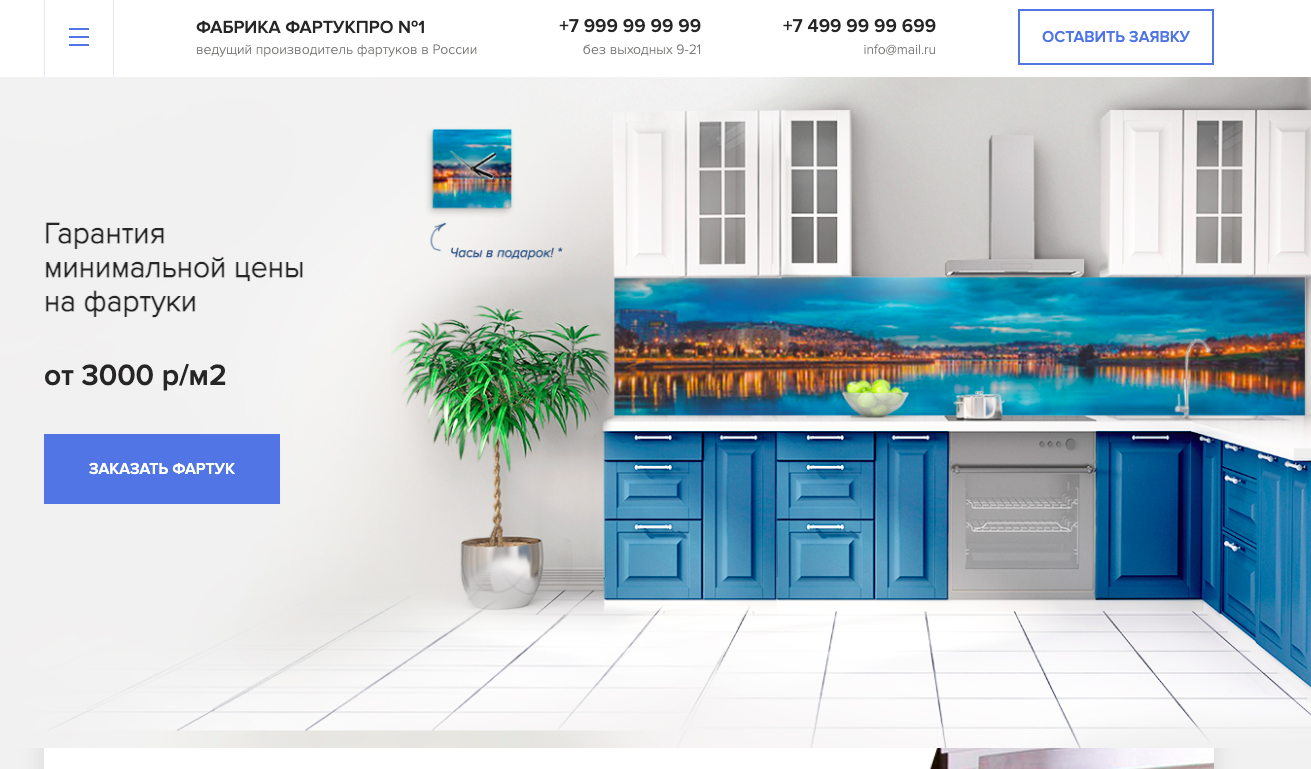 ФАБРИКА ФАРТУКПРО №1
ведущий производитель фартуков в России
+7 999 99 99 99
без выходных 9-21
+7 499 99 99 699
info@mail.ru
ОСТАВИТЬ ЗАЯВКУ
Часы в подарок! *
Гарантия
минимальной цены
на фартуки
от 3000 р/м2
ЗАКАЗАТЬ ФАРТУК